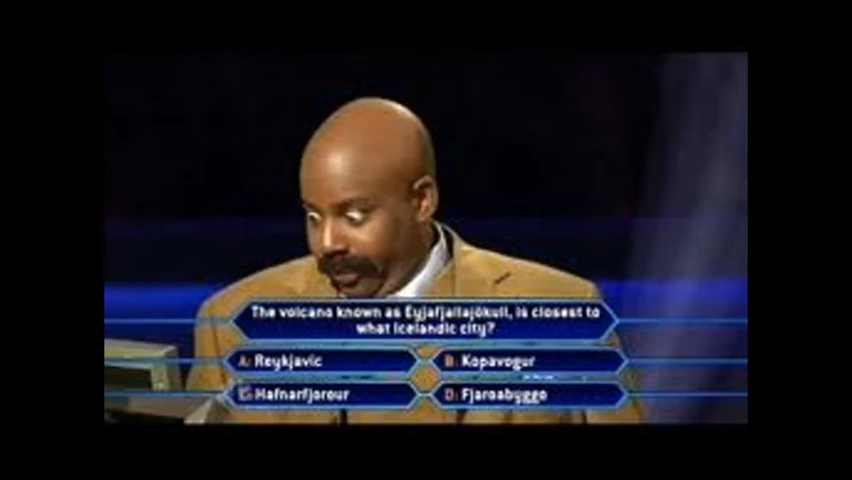 The volcano known as Eyjafjallajökull, is closest to
what Icelandic city?
A: Reykjavic
B: Kopavogur
Hafnarfjorour
D: Fjaroabyggo